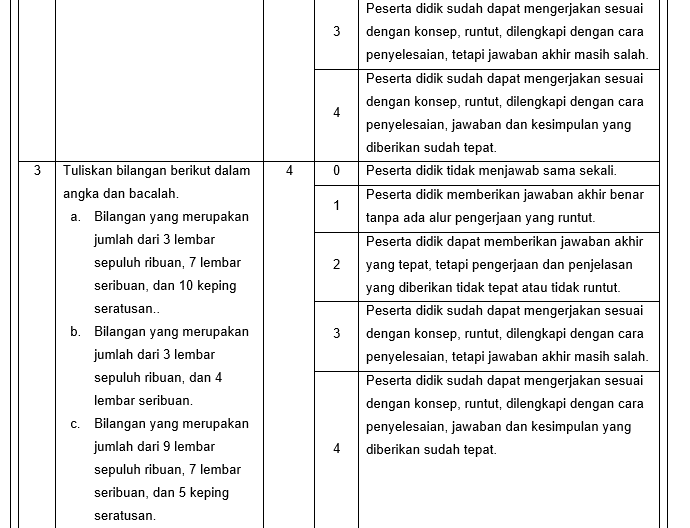 Peserta didik sudah dapat mengerjakan sesuai
3
dengan konsep, runtut, dilengkapi dengan cara
penyelesaian, tetapi jawaban akhir masih salah.
Peserta didik sudah dapat mengerjakan sesuai
dengan konsep, runtut, dilengkapi dengan cara
4
penyelesaian, jawaban dan kesimpulan yang
diberikan sudah tepat.
3
Tuliskan bilangan berikut dalam
angka dan bacalah.
a. Bilangan yang merupakan
jumlah dari 3 lembar
sepuluh ribuan, 7 lembar
seribuan, dan 10 keping
seratusan..
b. Bilangan yang merupakan
jumlah dari 3 lembar
sepuluh ribuan, dan 4
lembar seribuan.
c. Bilangan yang merupakan
jumlah dari 9 lembar
sepuluh ribuan, 7 lembar
seribuan, dan 5 keping
seratusan.
4
0
Peserta didik tidak menjawab sama sekali.
1
Peserta didik memberikan jawaban akhir benar
tanpa ada alur pengerjaan yang runtut.
2
Peserta didik dapat memberikan jawaban akhir
yang tepat, tetapi pengerjaan dan penjelasan
yang diberikan tidak tepat atau tidak runtut.
3
Peserta didik sudah dapat mengerjakan sesuai
dengan konsep, runtut, dilengkapi dengan cara
penyelesaian, tetapi jawaban akhir masih salah.
4
Peserta didik sudah dapat mengerjakan sesuai
dengan konsep, runtut, dilengkapi dengan cara
penyelesaian, jawaban dan kesimpulan yang
diberikan sudah tepat.